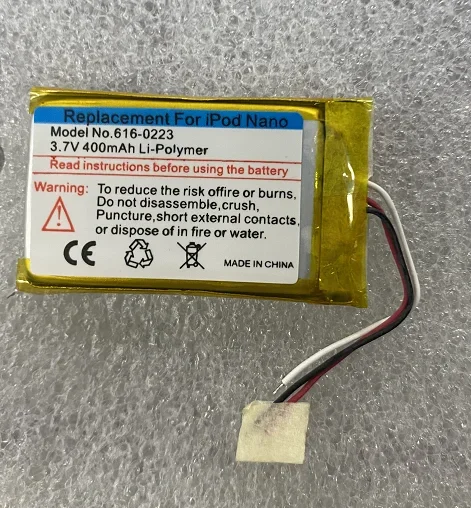 Replacement For iPod Nano
Model No.616-0223
3.7V 400mAh Li-Polymer
Read instructions before using the battery
Warning: To reduce the risk offire or burns,
Do not disassemble,crush,
Puncture,short external contacts,
or dispose of in fire or water.
CE
MADE IN CHINA